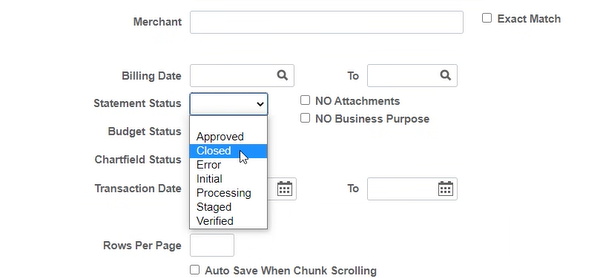 Merchant
Exact Match
Billing Date
To
Statement Status
NO Attachments
NO Business Purpose
Budget Status
Approved
Closed
Chartfield Status
Error
Initial
Transaction Date
To
Processing
Staged
Verified
Rows Per Page
Auto Save When Chunk Scrolling